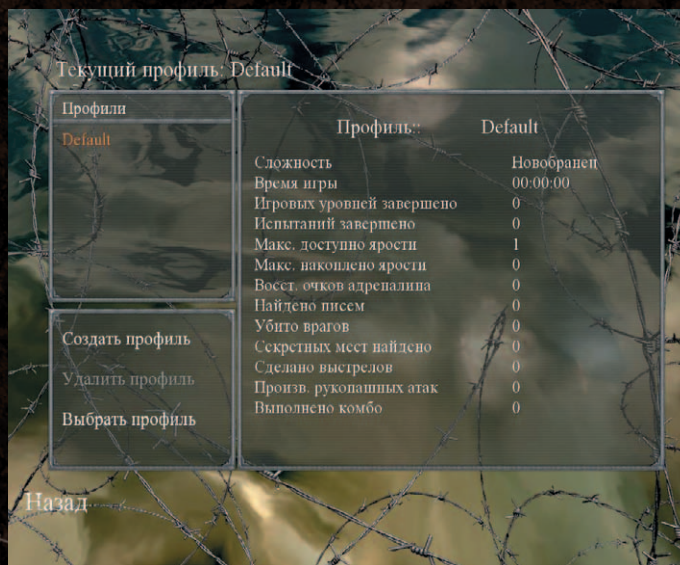 Текущий профиль: Default
Профили
Default
Создать профиль
Удалить профиль
Выбрать профиль
Профиль:: Default
Сложность Новобранец
Время игры 00:00:00
Игровых уровней завершено 0
Испытаний завершено 0
Макс. доступно ярости 1
Макс. накоплено ярости 0
Восст. очков адреналина 0
Найдено писем 0
Убито врагов 0
Секретных мест найдено 0
Сделано выстрелов 0
Произв. рукопашных атак 0
Выполнено комбо 0
Назад